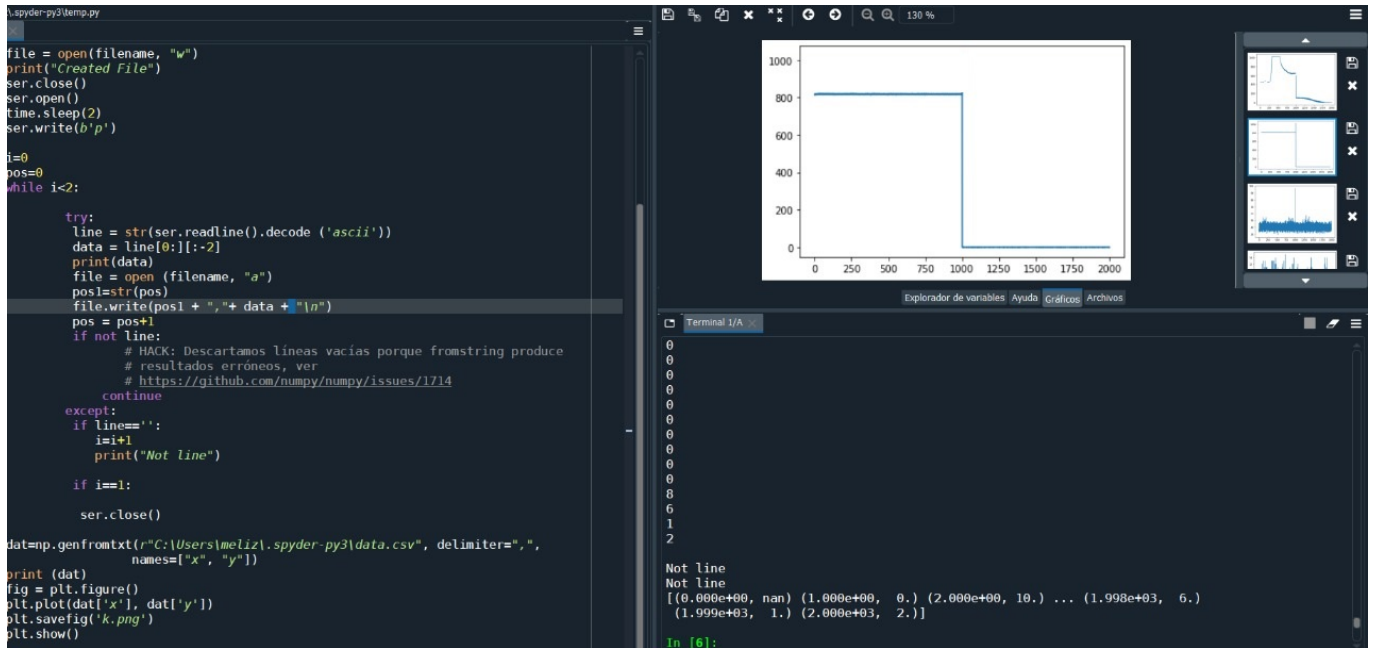 \.spyder-py3\temp.py
file = open(filename, "w")
print("Created File")
ser.close()
ser.open()
time.sleep(2)
ser.write(b'p')
i=0
pos=0
while i<2:
try:
line = str(ser.readline().decode ('ascii'))
data = line[0:][:-2]
print(data)
file = open (filename, "a")
pos1=str(pos)
file.write(pos1 + ","+ data + "\n")
pos = pos+1
if not line:
# HACK: Descartamos líneas vacías porque fromstring produce
# resultados erróneos, ver
# https://github.com/numpy/numpy/issues/1714
continue
except:
if line=='':
i=i+1
print("Not line")
if i==1:
ser.close()
dat=np.genfromtxt(r"C:\Users\meliz\.spyder-py3\data.csv", delimiter=",",
names=["x", "y"])
print (dat)
fig = plt.figure()
plt.plot(dat['x'], dat['y'])
plt.savefig('k.png')
plt.show()
130 %
1000
800
600
400
200
0
0 250 500 750 1000 1250 1500 1750 2000
Explorador de variables Ayuda Gráficos Archivos
Terminal 1/A
0
0
0
0
0
0
0
0
0
0
8
6
1
2
Not line
Not line
[(0.000e+00, nan) (1.000e+00, 0.) (2.000e+00, 10.) ... (1.998e+03, 6.)
(1.999e+03, 1.) (2.000e+03, 2.)]
In [6]: